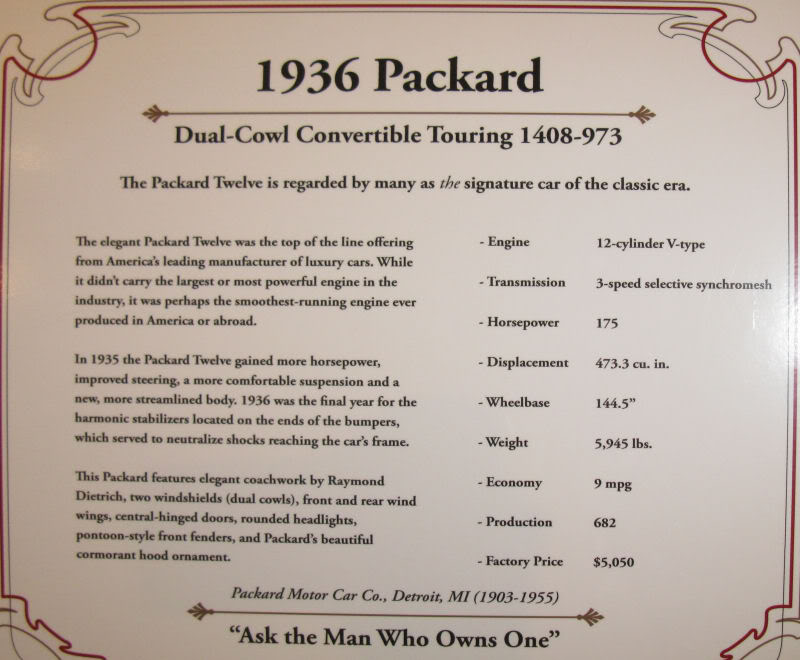 1936 Packard
Dual-Cowl Convertible Touring 1408-973
The Packard Twelve is regarded by many as the signature car of the classic era.
The elegant Packard Twelve was the top of the line offering
from America's leading manufacturer of luxury cars. While
it didn't carry the largest or most powerful engine in the
industry, it was perhaps the smoothest-running engine ever
produced in America or abroad.
In 1935 the Packard Twelve gained more horsepower,
improved steering, a more comfortable suspension and a
new, more streamlined body. 1936 was the final year for the
harmonic stabilizers located on the ends of the bumpers,
which served to neutralize shocks reaching the car's frame.
This Packard features elegant coachwork by Raymond
Dietrich, two windshields (dual cowls), front and rear wind
wings, central-hinged doors, rounded headlights,
pontoon-style front fenders, and Packard's beautiful
cormorant hood ornament.
- Engine 12-cylinder V-type
- Transmission 3-speed selective synchromesh
- Horsepower 175
- Displacement 473.3 cu. in.
- Wheelbase 144.5”
- Weight 5,945 lbs.
- Economy 9 mpg
- Production 682
- Factory Price $5,050
Packard Motor Car Co., Detroit, MI (1903-1955)
“Ask the Man Who Owns One”